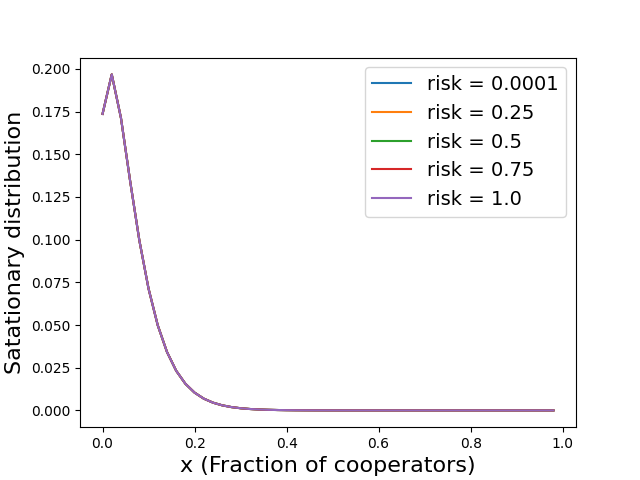 0.200
0.175
0.150
0.125
0.100
0.075
0.050
0.025
0.000
Satationary distribution
risk = 0.0001
risk = 0.25
risk = 0.5
risk = 0.75
risk = 1.0
0.0 0.2 0.4 0.6 0.8 1.0
x (Fraction of cooperators)